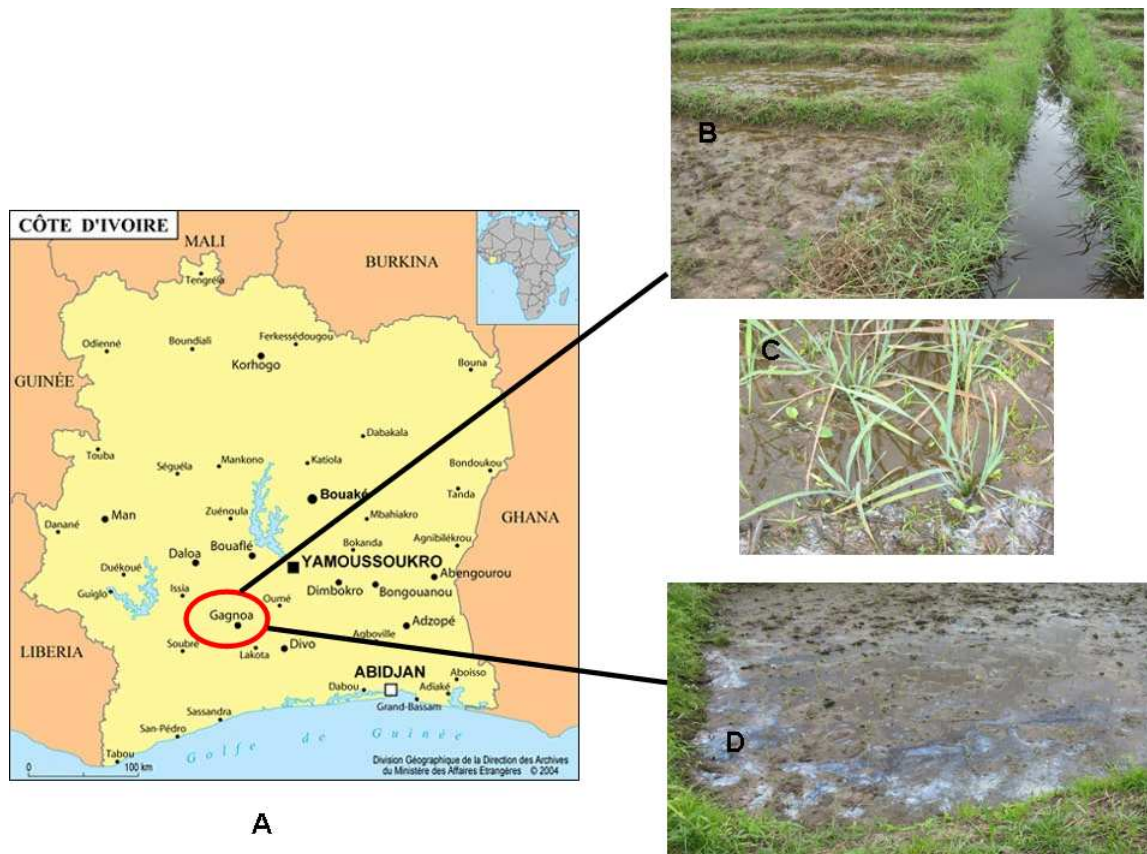 CÔTE D'IVOIRE
MALI
BURKINA
GUINÉE
LIBERIA
GHANA
Tengréla
Odienné
Boundiali
Ferkessédougou
Korhogo
Bouna
Dabakala
Touba
Séguéla
Mankono
Katiola
Bondoukou
Bouaké
Tanda
Man
Danané
Zuénoula
Mbahiakro
Agnibilékrou
Daloa
Bouaflé
Bokanda
YAMOUSSOUKRO
Abengourou
Duékoué
Guiglo
Issia
Oumé
Dimbokro
Bongouanou
Gagnoa
Adzopé
Soubré
Lakota
Divo
Agboville
ABIDJAN
Aboisso
Dabou
Adiaké
Grand-Bassam
Sassandra
San-Pédro
Tabou
Golfe de Guinée
0 100 km
Division Géographique de la Direction des Archives
du Ministère des Affaires Etrangères © 2004
A
B
C
D